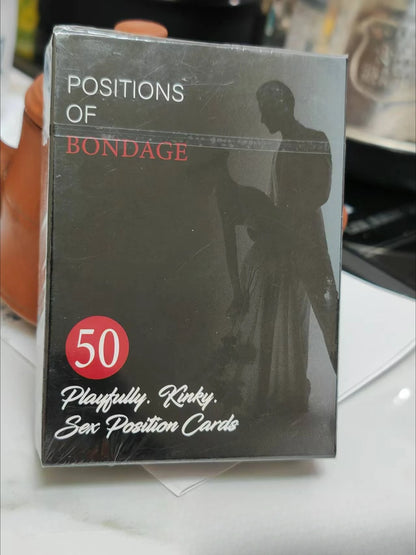 POSITIONS
OF
BONDAGE
50
Playfully. Kinky.
Sex Position Cards